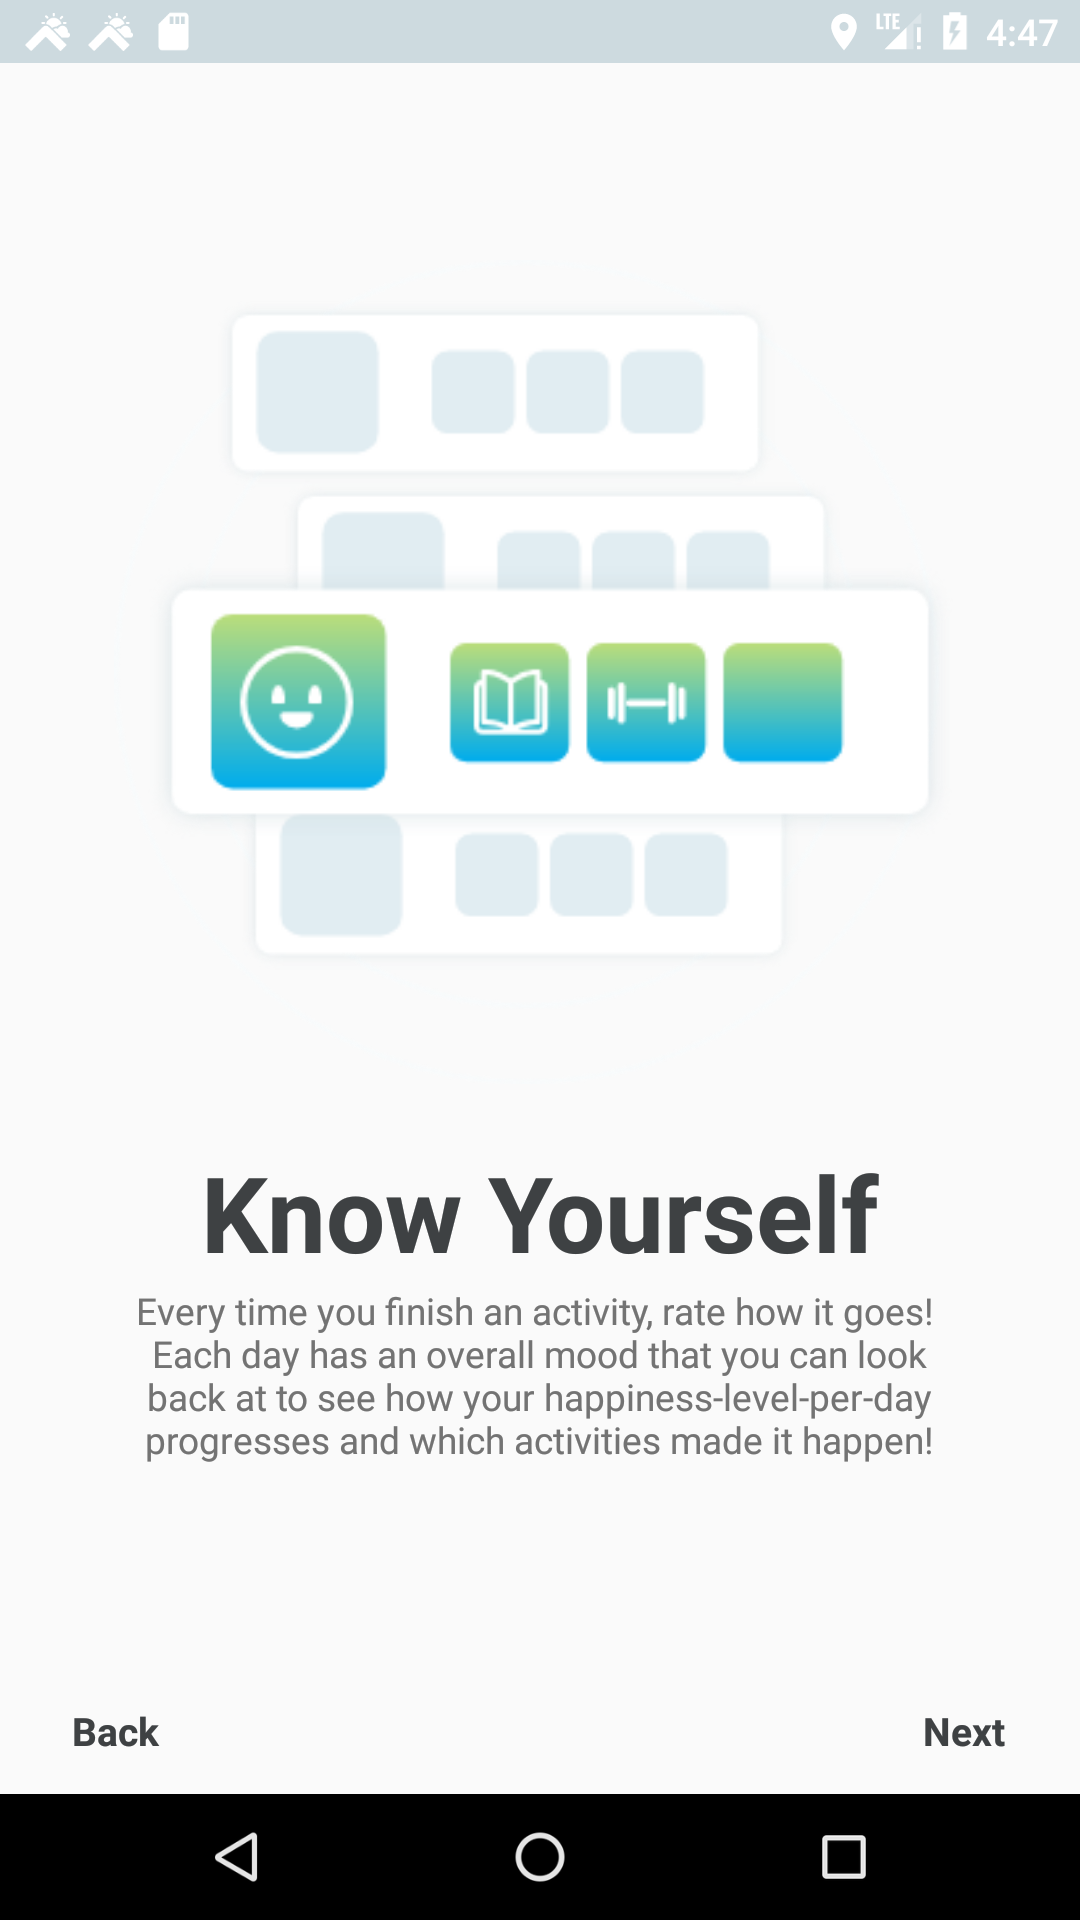 LTE 4:47
Know Yourself
Every time you finish an activity, rate how it goes!
Each day has an overall mood that you can look
back at to see how your happiness-level-per-day
progresses and which activities made it happen!
Back Next